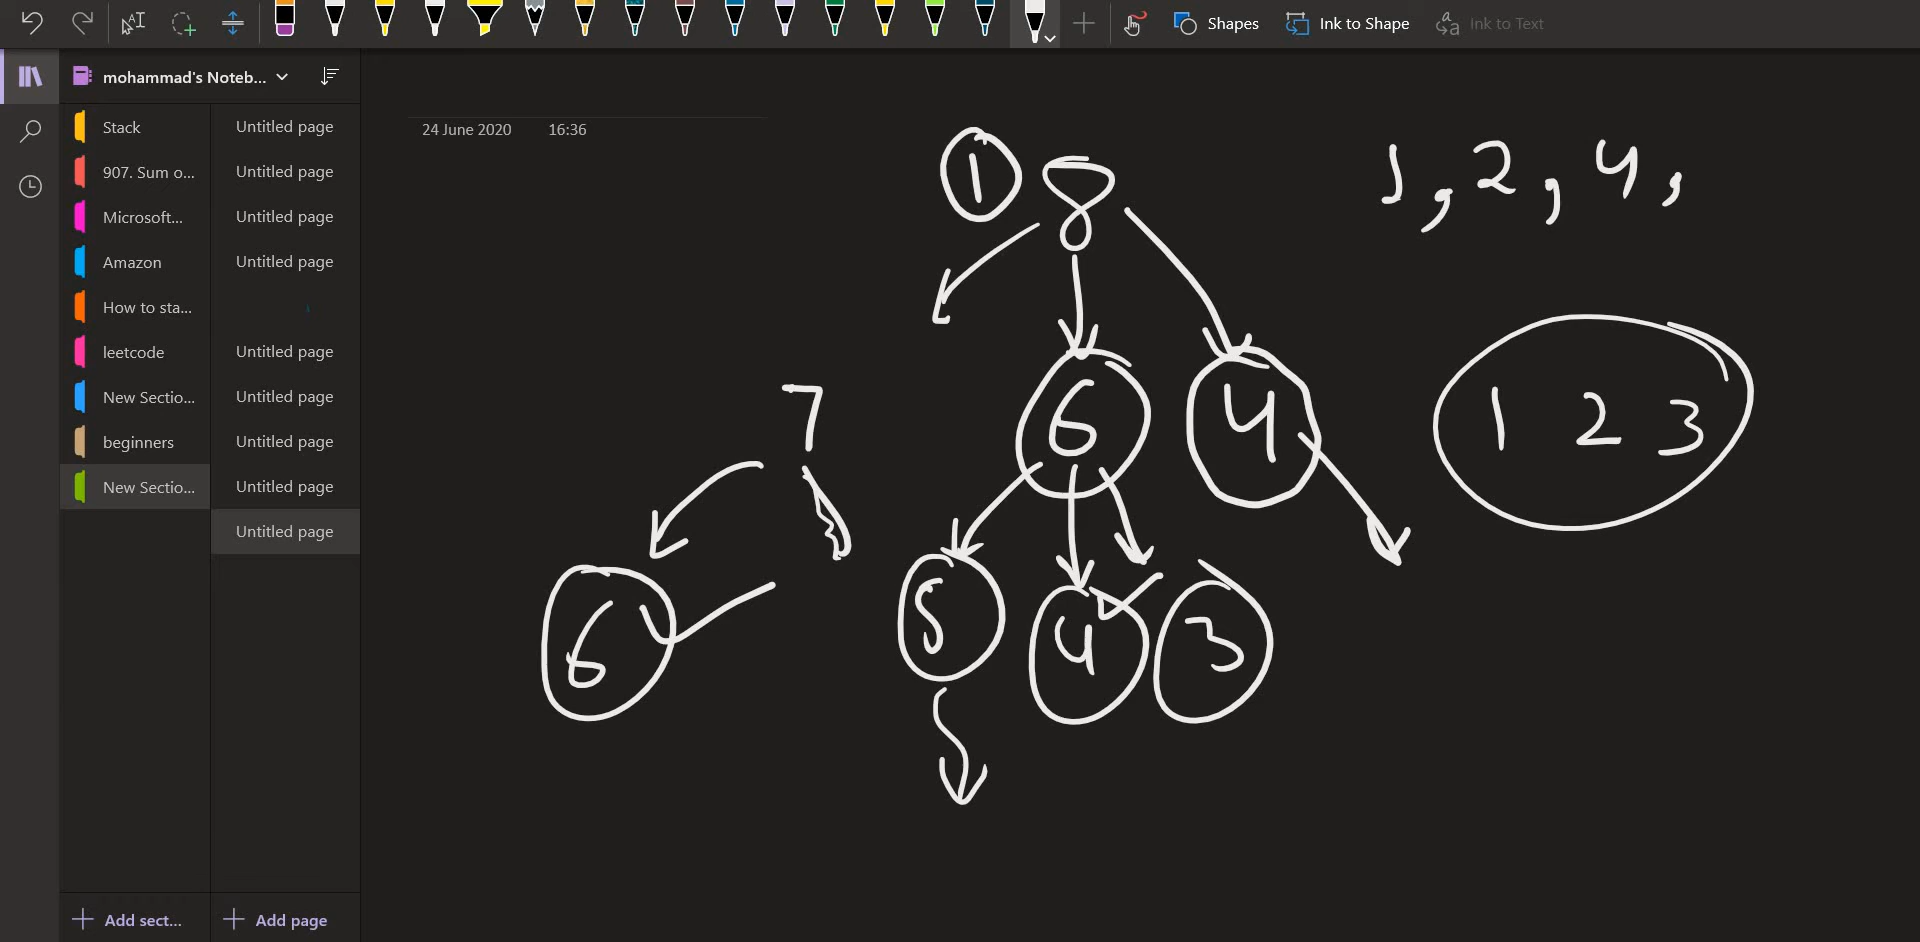 Shapes
Ink to Shape
Ink to Text
mohammad's Noteb...
Stack
907. Sum o...
Microsoft...
Amazon
How to sta...
leetcode
New Sectio...
beginners
New Sectio...
Untitled page
Untitled page
Untitled page
Untitled page
Untitled page
Untitled page
Untitled page
Untitled page
Untitled page
Add sect...
Add page
24 June 2020 16:36
1 8
1, 2, 4,
7
6 4
1 2 3
6
8 4 3